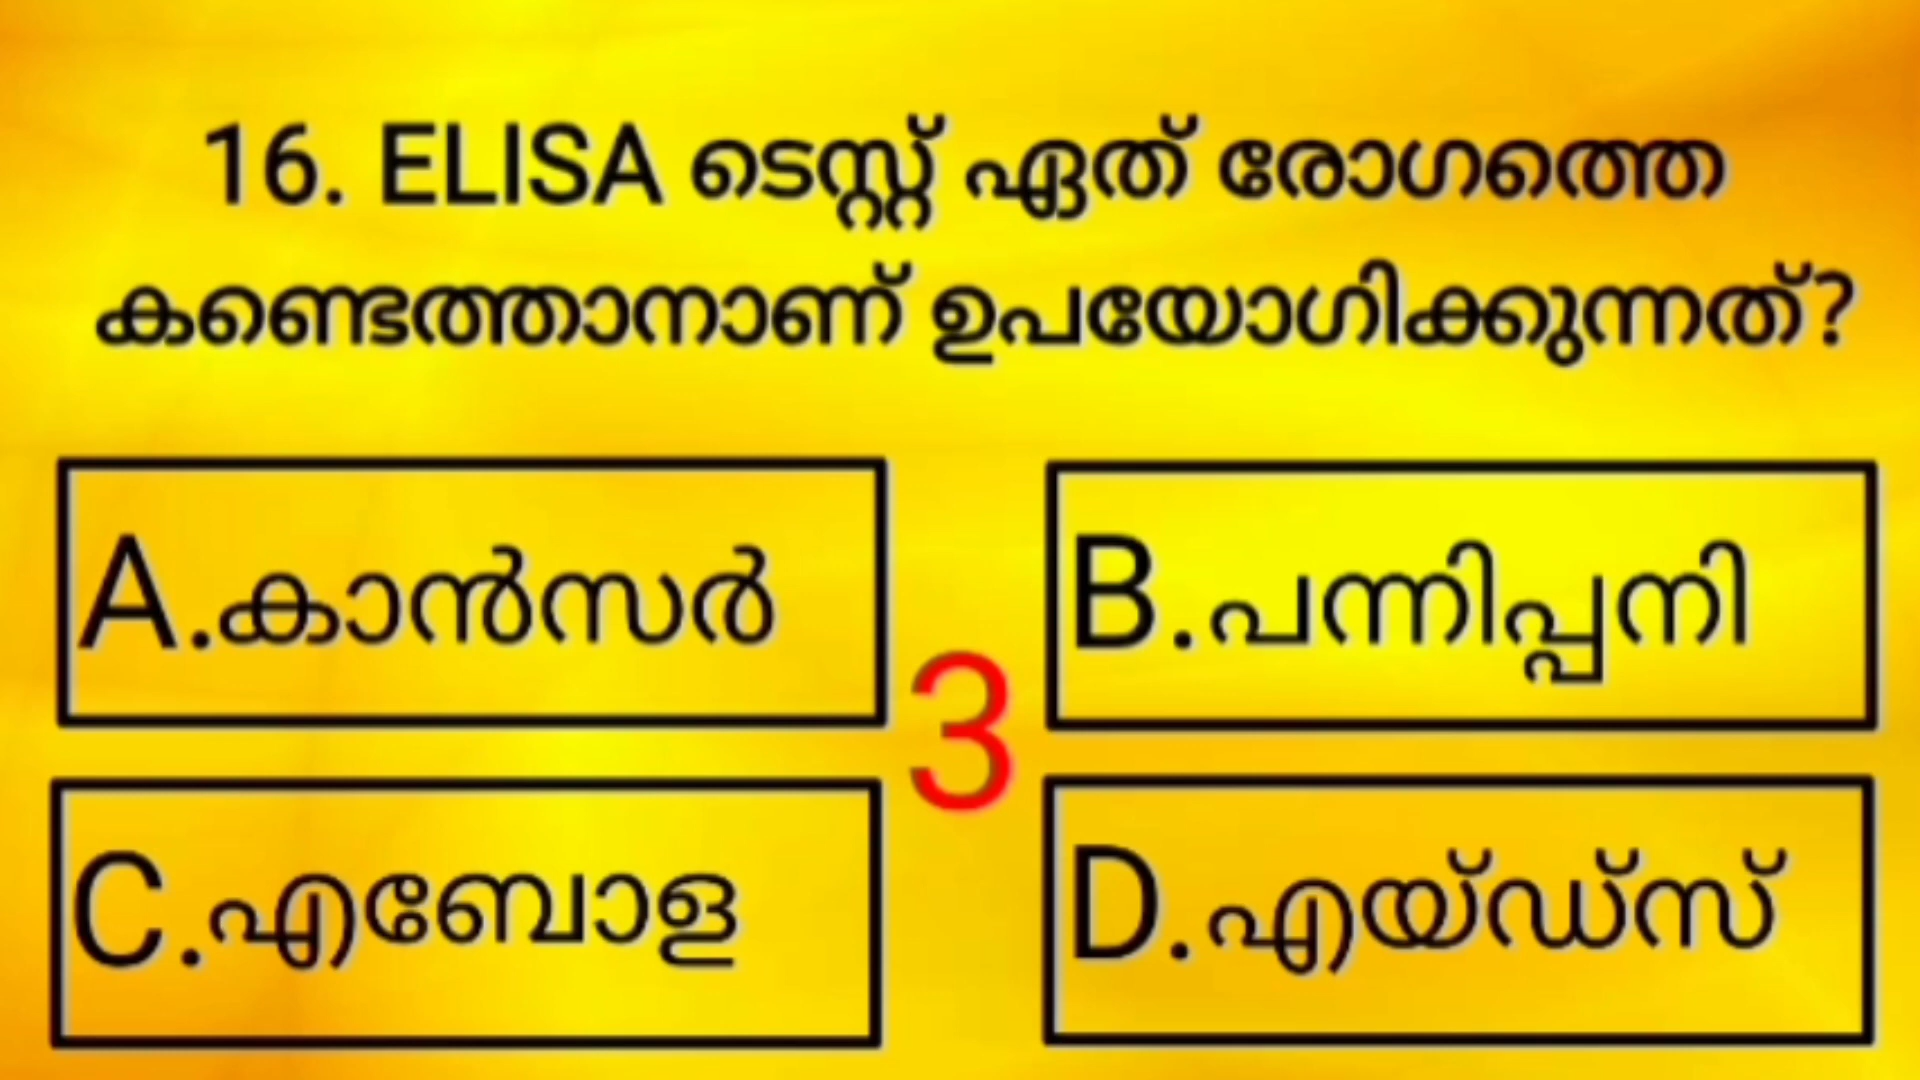 16. ELISA ടെസ്റ്റ് ഏത് രോഗത്തെ
കണ്ടെത്താനാണ് ഉപയോഗിക്കുന്നത്?
A.കാൻസർ
B.പന്നിപ്പനി
3
C.എബോള
D.എയ്ഡ്സ്